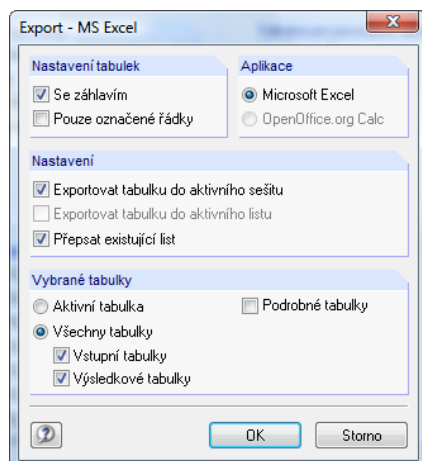 Export - MS Excel
Nastavení tabulek
Se záhlavím
Pouze označené řádky
Aplikace
Microsoft Excel
OpenOffice.org Calc
Nastavení
Exportovat tabulku do aktivního sešitu
Exportovat tabulku do aktivního listu
Přepsat existující list
Vybrané tabulky
Aktivní tabulka
Podrobné tabulky
Všechny tabulky
Vstupní tabulky
Výsledkové tabulky
OK
Storno